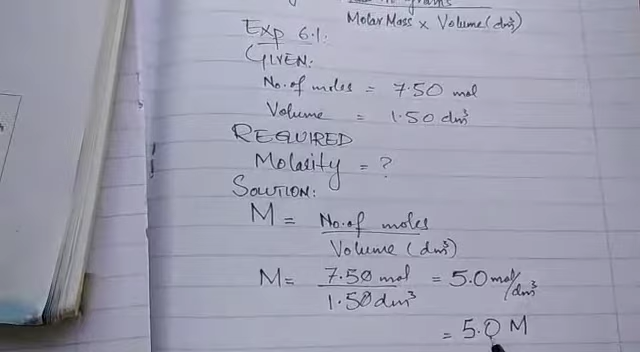 in grams
Molar Mass x Volume (dm³)
Exp 6.1:
GIVEN:
No. of moles = 7.50 mol
Volume = 1.50 dm³
REQUIRED
Molarity = ?
SOLUTION:
M = No. of moles
Volume (dm³)
M = 7.50 mol = 5.0 mol/dm³
1.50 dm³
= 5.0 M